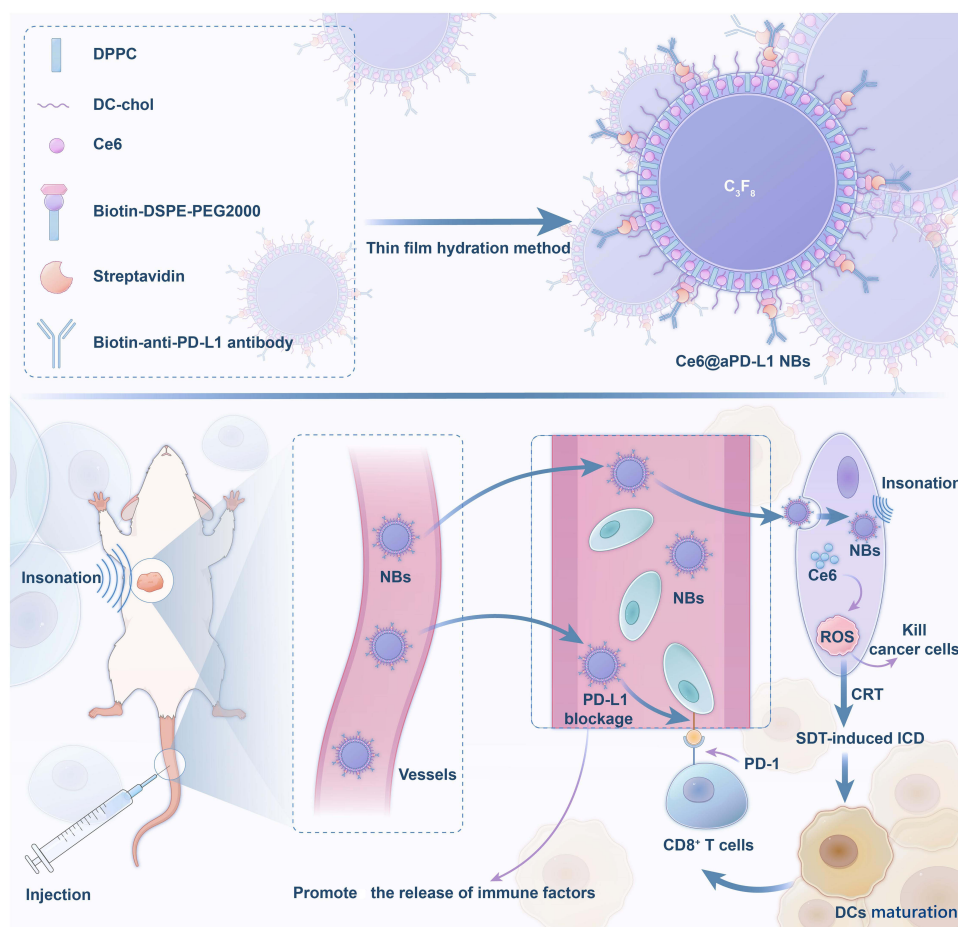 DPPC
DC-chol
Ce6
Biotin-DSPE-PEG2000
Streptavidin
Biotin-anti-PD-L1 antibody
Thin film hydration method
C₃F₈
Ce6@aPD-L1 NBs
Insonation
Injection
NBs
Vessels
NBs
PD-L1
blockage
PD-1
CD8⁺ T cells
Promote the release of immune factors
Insonation
NBs
Ce6
ROS
Kill
cancer cells
CRT
SDT-induced ICD
DCs maturation